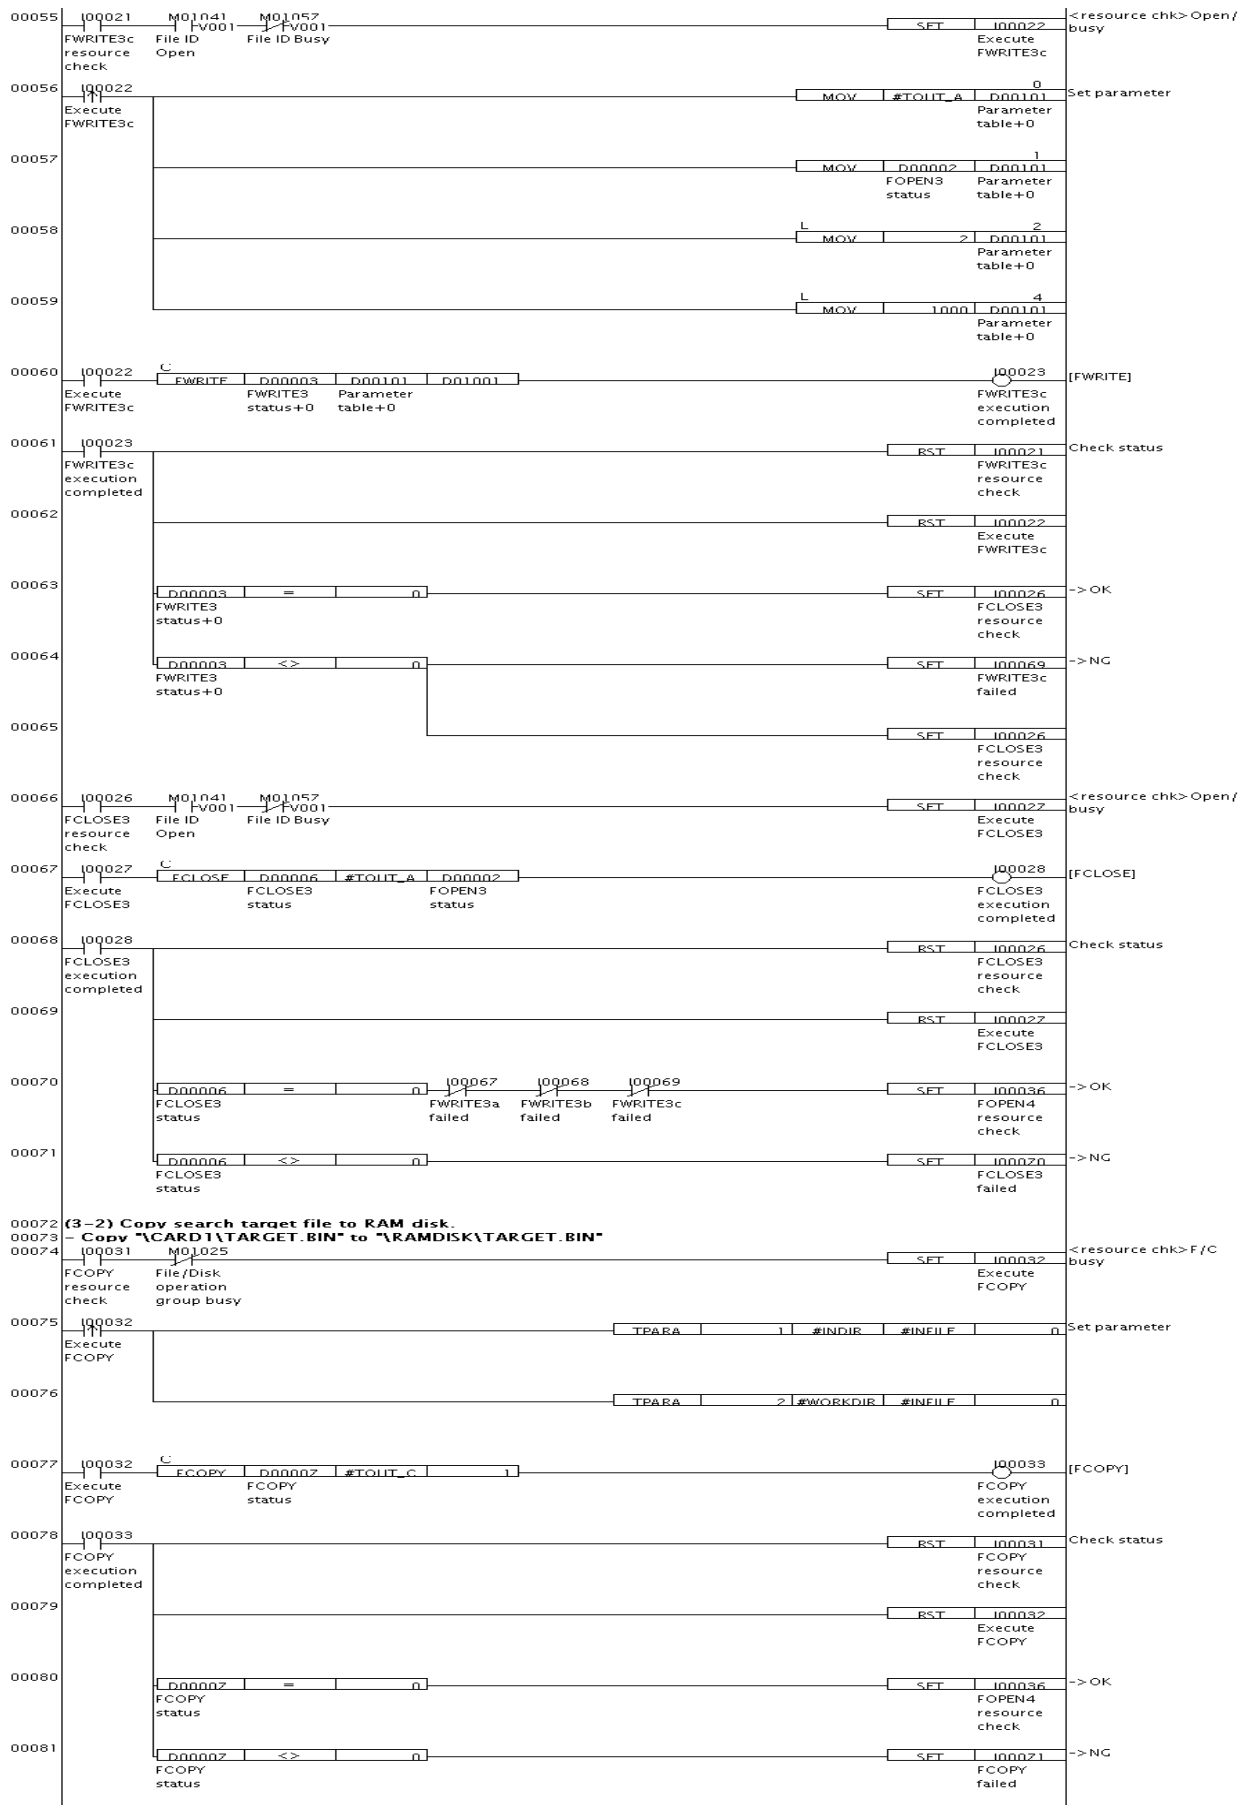 00055 I00021 M01041 M01057 <resource chk>Open/
V001 V001 SET I00022 busy
FWRITE3c File ID File ID Busy Execute
resource Open FWRITE3c
check
00056 I00022 0
MOV #TOUT_A D00101 Set parameter
Execute Parameter
FWRITE3c table+0
00057 1
MOV D00002 D00101
FOPEN3 Parameter
status table+0
00058 L 2
MOV 2 D00101
Parameter
table+0
00059 L 4
MOV 1000 D00101
Parameter
table+0
00060 I00022 C I00023
FWRITE D00003 D00101 D01001 [FWRITE]
Execute FWRITE3 Parameter FWRITE3c
FWRITE3c status+0 table+0 execution
completed
00061 I00023
RST I00021 Check status
FWRITE3c FWRITE3c
execution resource
completed check
00062
RST I00022
Execute
FWRITE3c
00063
D00003 = 0 SET I00026 ->OK
FWRITE3 FCLOSE3
status+0 resource
check
00064
D00003 <> 0 SET I00069 ->NG
FWRITE3 FWRITE3c
status+0 failed
00065
SET I00026
FCLOSE3
resource
check
00066 I00026 M01041 M01057 <resource chk>Open/
V001 V001 SET I00027 busy
FCLOSE3 File ID File ID Busy Execute
resource Open FCLOSE3
check
00067 I00027 C I00028
FCLOSE D00006 #TOUT_A D00002 [FCLOSE]
Execute FCLOSE3 FOPEN3 FCLOSE3
FCLOSE3 status status execution
completed
00068 I00028
RST I00026 Check status
FCLOSE3 FCLOSE3
execution resource
completed check
00069
RST I00027
Execute
FCLOSE3
00070 I00067 I00068 I00069
D00006 = 0 SET I00036 ->OK
FCLOSE3 FWRITE3a FWRITE3b FWRITE3c FOPEN4
status failed failed failed resource
check
00071
D00006 <> 0 SET I00070 ->NG
FCLOSE3 FCLOSE3
status failed
00072 (3-2) Copy search target file to RAM disk.
00073 - Copy "\CARD1\TARGET.BIN" to "\RAMDISK\TARGET.BIN"
00074 I00031 M01025 <resource chk>F/C
SET I00032 busy
FCOPY File/Disk Execute
resource operation FCOPY
check group busy
00075 I00032
TPARA 1 #INDIR #INFILE 0 Set parameter
Execute
FCOPY
00076
TPARA 2 #WORKDIR #INFILE 0
00077 I00032 C I00033
FCOPY D00007 #TOUT_C 1 [FCOPY]
Execute FCOPY FCOPY
FCOPY status execution
completed
00078 I00033
RST I00031 Check status
FCOPY FCOPY
execution resource
completed check
00079
RST I00032
Execute
FCOPY
00080
D00007 = 0 SET I00036 ->OK
FCOPY FOPEN4
status resource
check
00081
D00007 <> 0 SET I00071 ->NG
FCOPY FCOPY
status failed